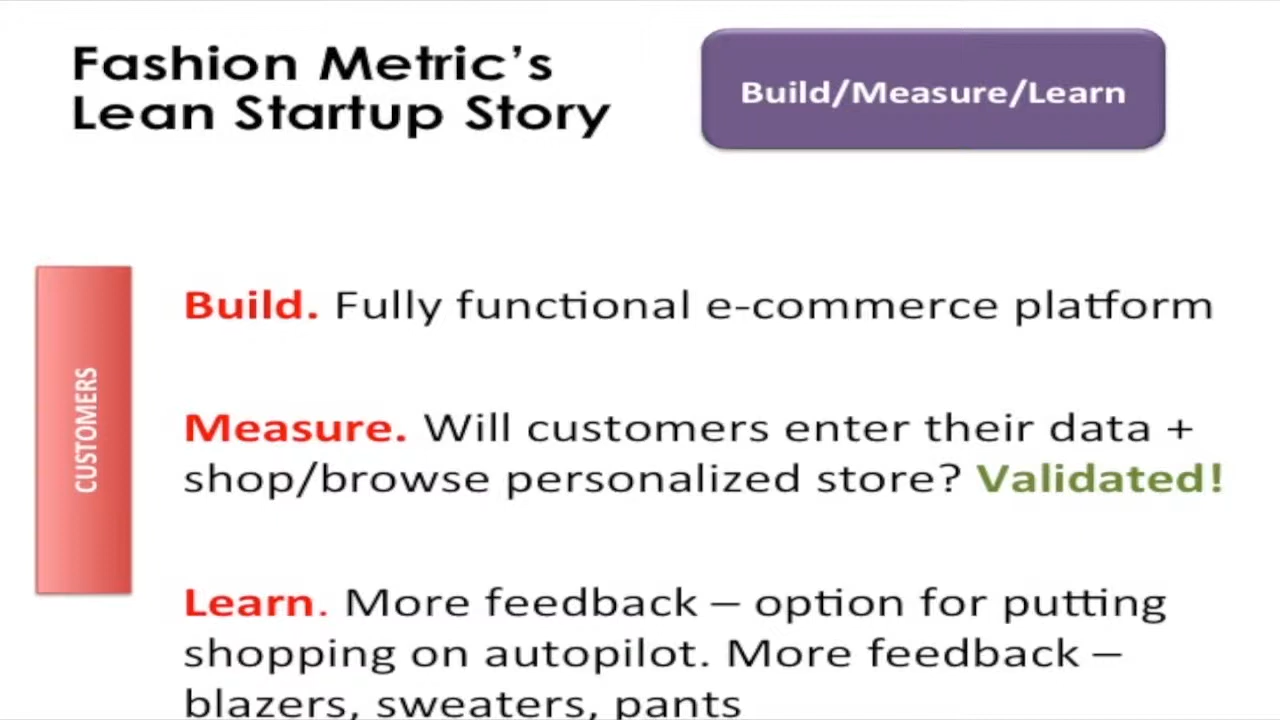 Fashion Metric's
Lean Startup Story
Build/Measure/Learn
CUSTOMERS
Build. Fully functional e-commerce platform
Measure. Will customers enter their data +
shop/browse personalized store? Validated!
Learn. More feedback – option for putting
shopping on autopilot. More feedback –
blazers, sweaters, pants